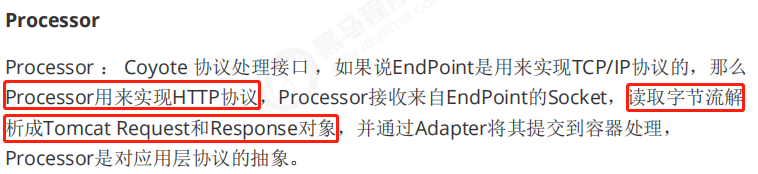 Processor
Processor ： Coyote 协议处理接口 ，如果说EndPoint是用来实现TCP/IP协议的，那么
Processor用来实现HTTP协议，Processor接收来自EndPoint的Socket，读取字节流解
析成Tomcat Request和Response对象，并通过Adapter将其提交到容器处理，
Processor是对应用层协议的抽象。